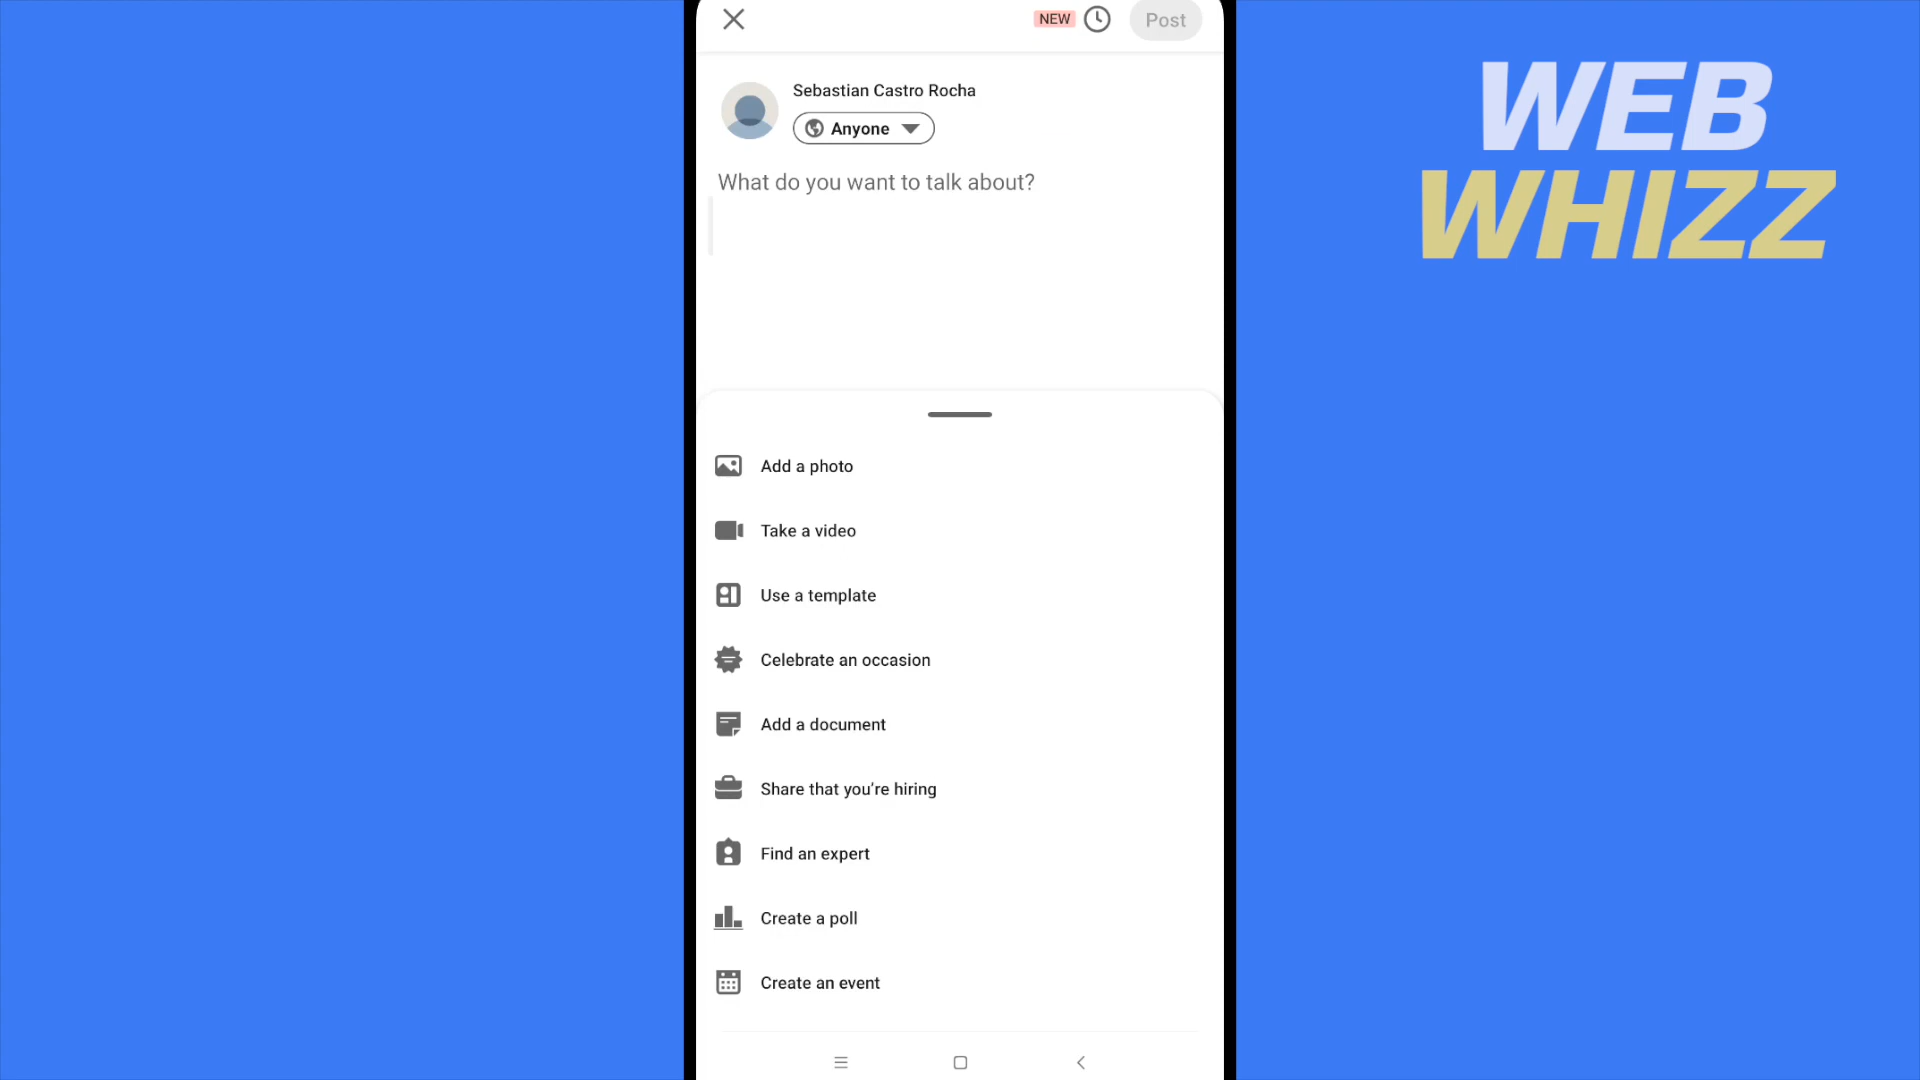 NEW
Post
Sebastian Castro Rocha
Anyone
What do you want to talk about?
Add a photo
Take a video
Use a template
Celebrate an occasion
Add a document
Share that you're hiring
Find an expert
Create a poll
Create an event
WEB
WHIZZ